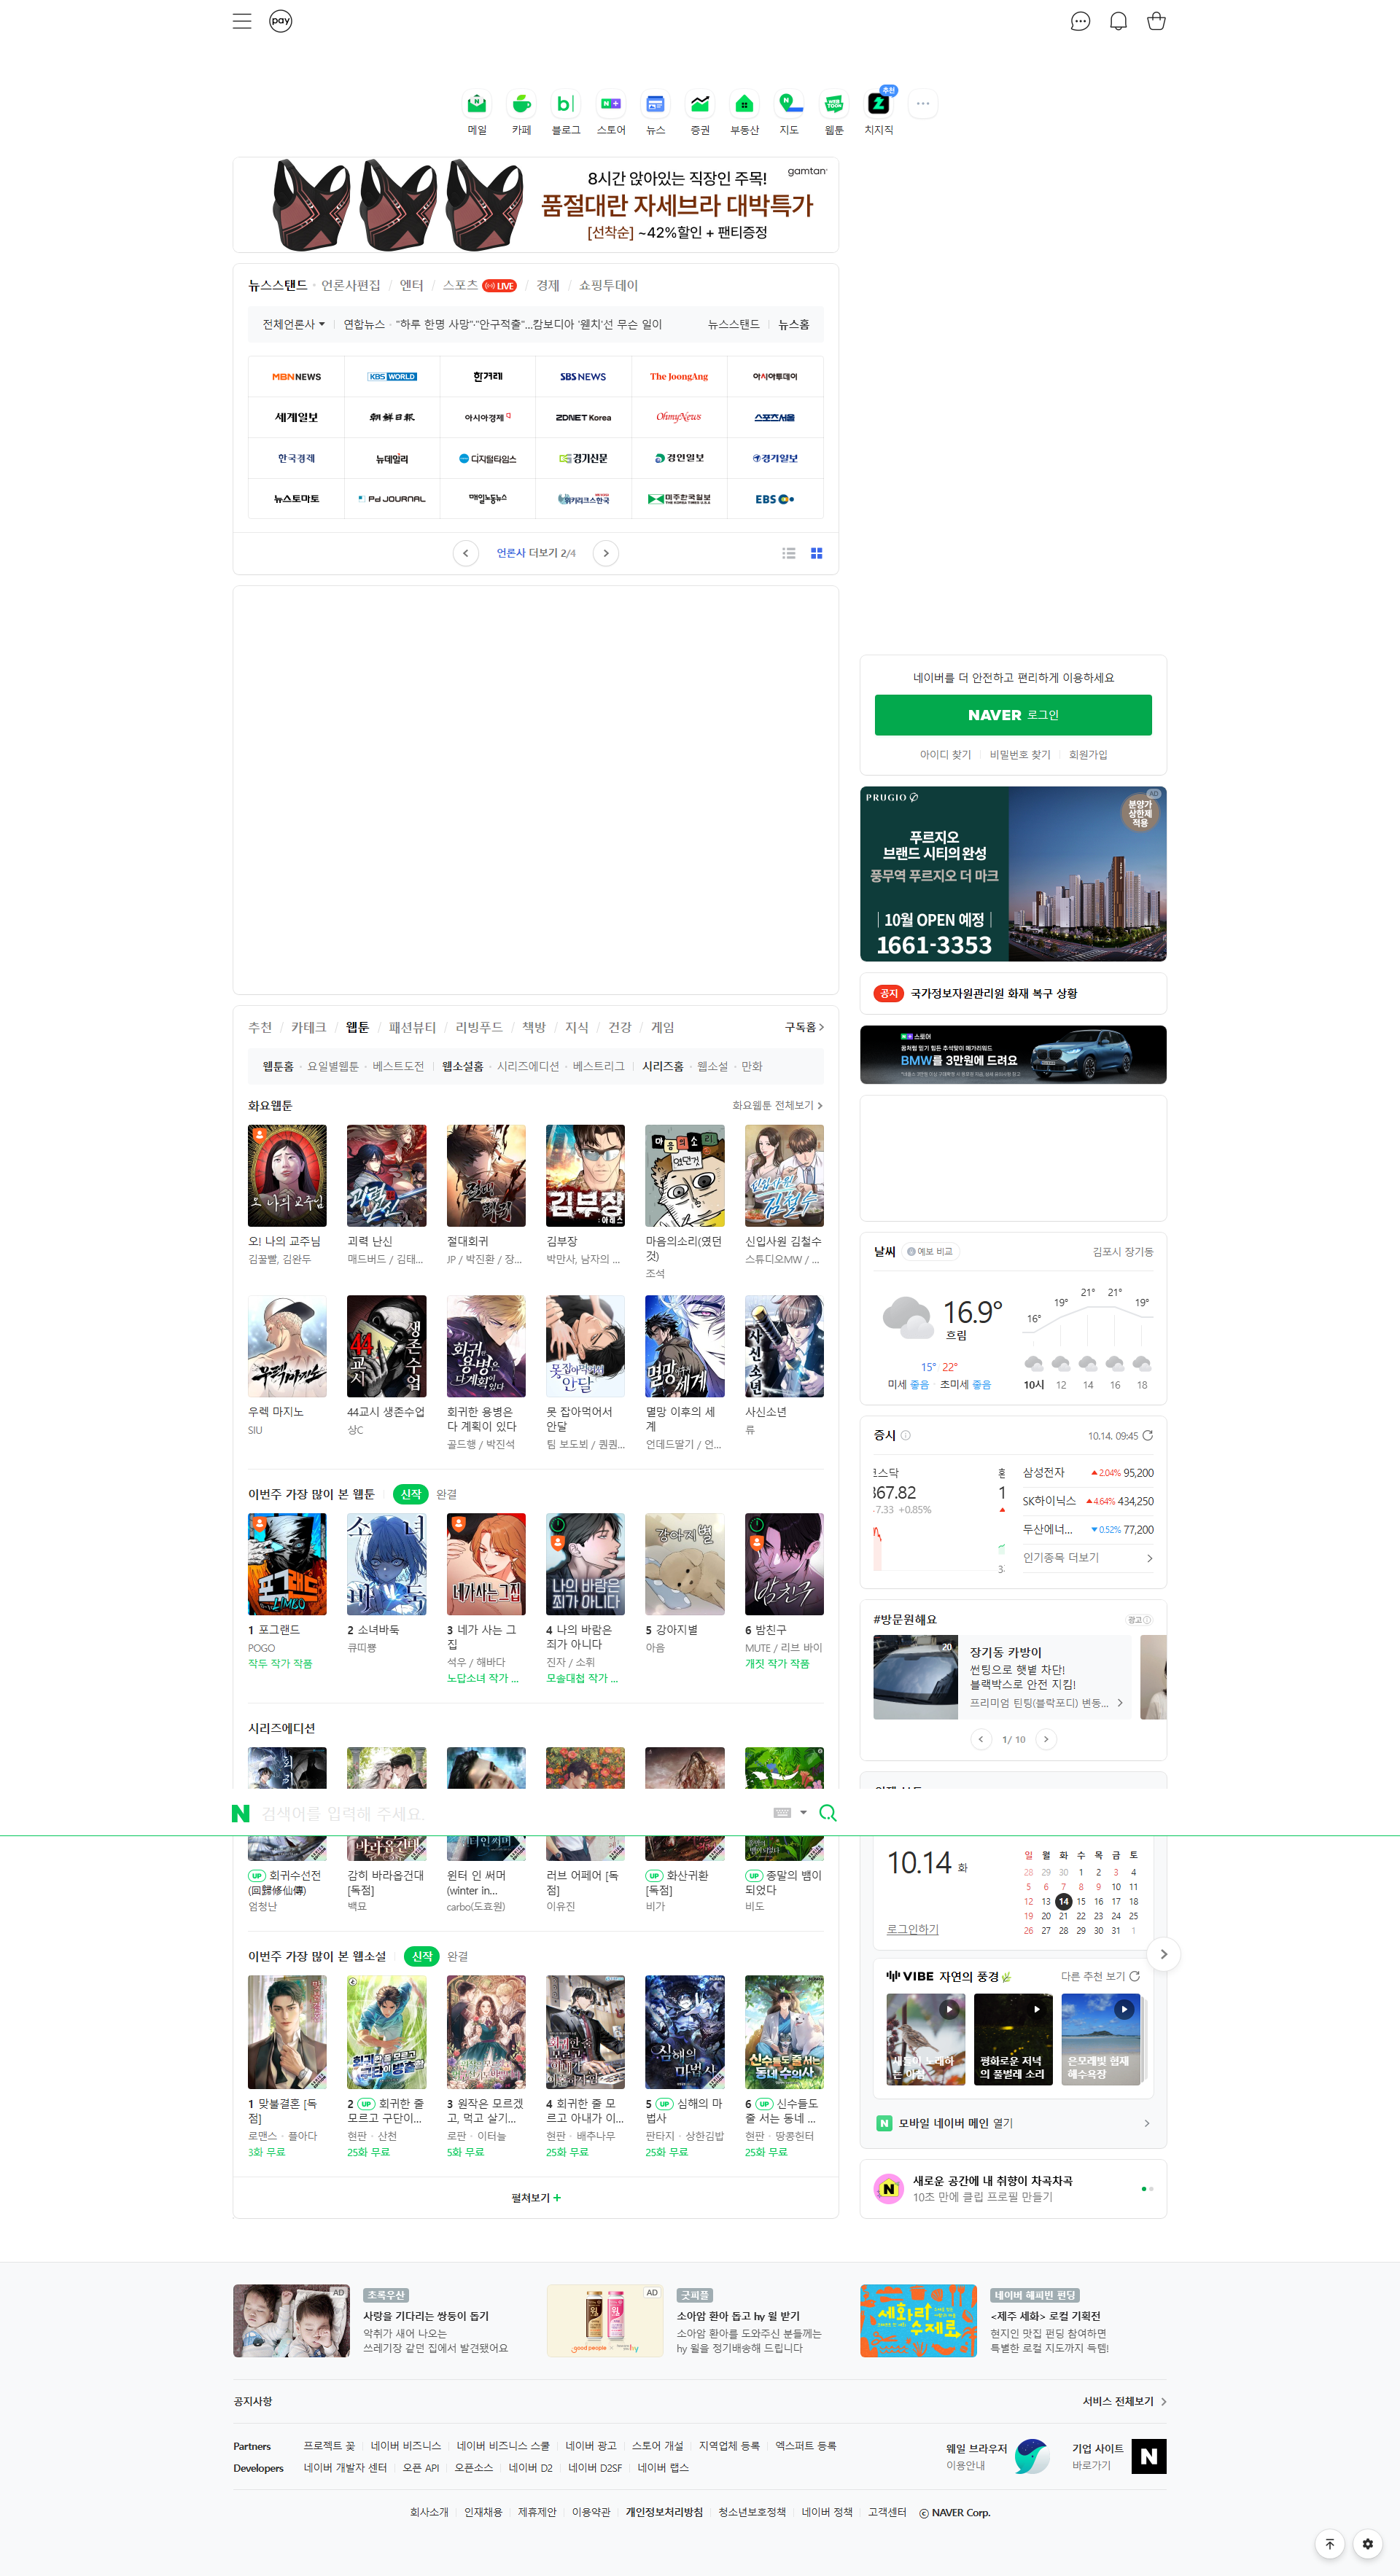 pay
메일
카페
블로그
스토어
뉴스
증권
부동산
지도
웹툰
추천
치지직
8시간 앉아있는 직장인 주목!
gamtan
품절대란 자세브라 대박특가
[선착순] ~42%할인 + 팬티증정
뉴스스탠드 · 언론사편집 / 엔터 / 스포츠 LIVE / 경제 / 쇼핑투데이
전체언론사 연합뉴스 · "하루 한명 사망"·"안구적출"...캄보디아 '웬치'선 무슨 일이 뉴스스탠드 뉴스홈
MBN NEWS KBS WORLD 한겨레 SBS NEWS The JoongAng 아시아투데이
세계일보 朝鮮日報 아시아경제 ZDNET Korea OhmyNews 스포츠서울
한국경제 뉴데일리 디지털타임스 경기신문 경인일보 경기일보
뉴스토마토 Pd JOURNAL 매일노동뉴스 위키리크스한국 미주한국일보 EBS
언론사 더보기 2/4
네이버를 더 안전하고 편리하게 이용하세요
NAVER 로그인
아이디 찾기 비밀번호 찾기 회원가입
PRUGIO
AD
분양가
상한제
적용
푸르지오
브랜드 시티의 완성
풍무역 푸르지오 더 마크
10월 OPEN 예정
1661-3353
공지 국가정보자원관리원 화재 복구 상황
N+ 스토어
BMW를 3만원에 드려요
추천 / 카테크 / 웹툰 / 패션뷰티 / 리빙푸드 / 책방 / 지식 / 건강 / 게임
구독홈
웹툰홈 · 요일별웹툰 · 베스트도전 웹소설홈 · 시리즈에디션 · 베스트리그 시리즈홈 · 웹소설 · 만화
화요웹툰
화요웹툰 전체보기
오! 나의 교주님
김꿀빨, 김완두
괴력 난신
매드버드 / 김태...
절대회귀
JP / 박진환 / 장...
김부장
박만사, 남자의 ...
마음의소리(였던
것)
조석
신입사원 김철수
스튜디오MW / ...
우렉 마지노
SIU
44교시 생존수업
상C
회귀한 용병은
다 계획이 있다
골드행 / 박진석
못 잡아먹어서
안달
팀 보도뵈 / 퀀퀀...
멸망 이후의 세
계
언데드딸기 / 언...
사신소년
류
날씨 예보 비교
김포시 장기동
16.9°
흐림
15° 22°
미세 좋음 · 초미세 좋음
16° 19° 21° 21° 19°
10시 12 14 16 18
증시
10.14. 09:45
코스닥
867.82
7.33 +0.85%
삼성전자 2.04% 95,200
SK하이닉스 4.64% 434,250
두산에너... 0.52% 77,200
인기종목 더보기
이번주 가장 많이 본 웹툰 신작 완결
1 포그랜드
POGO
작두 작가 작품
2 소녀바둑
큐띠뿅
3 네가 사는 그
집
석우 / 해바다
노답소녀 작가 ...
4 나의 바람은
죄가 아니다
진자 / 소휘
모솔대첩 작가 ...
5 강아지별
아음
6 밤친구
MUTE / 리브 바이
개짓 작가 작품
#방문원해요
광고
20
장기동 카방이
썬팅으로 햇볕 차단!
블랙박스로 안전 지킴!
프리미엄 틴팅(블락포디) 변동...
1/ 10
시리즈에디션
N 검색어를 입력해 주세요.
UP 회귀수선전
(回歸修仙傳)
엄청난
감히 바라옵건대
[독점]
백묘
윈터 인 써머
(winter in...
carbo(도효원)
러브 어페어 [독
점]
이유진
UP 화산귀환
[독점]
비가
UP 종말의 뱀이
되었다
비도
10.14 화
로그인하기
일 월 화 수 목 금 토
28 29 30 1 2 3 4
5 6 7 8 9 10 11
12 13 14 15 16 17 18
19 20 21 22 23 24 25
26 27 28 29 30 31 1
이번주 가장 많이 본 웹소설 신작 완결
1 맞불결혼 [독
점]
로맨스 · 플아다
3화 무료
2 UP 회귀한 줄
모르고 구단이...
현판 · 산천
25화 무료
3 원작은 모르겠
고, 먹고 살기...
로판 · 이터늘
5화 무료
4 회귀한 줄 모
르고 아내가 이...
현판 · 배추나무
25화 무료
5 UP 심해의 마
법사
판타지 · 상한김밥
25화 무료
6 UP 신수들도
줄 서는 동네 ...
현판 · 땅콩헌터
25화 무료
펼쳐보기
VIBE 자연의 풍경
다른 추천 보기
새들이 노래하
는 아침
평화로운 저녁
의 풀벌레 소리
은모래빛 협재
해수욕장
N 모바일 네이버 메인 열기
새로운 공간에 내 취향이 차곡차곡
10초 만에 클립 프로필 만들기
AD
초록우산
사랑을 기다리는 쌍둥이 돕기
악취가 새어 나오는
쓰레기장 같던 집에서 발견됐어요
AD
굿피플
소아암 환아 돕고 hy 윌 받기
소아암 환아를 도와주신 분들께는
hy 윌을 정기배송해 드립니다
세화리
수제로
네이버 해피빈 펀딩
<제주 세화> 로컬 기획전
현지인 맛집 펀딩 참여하면
특별한 로컬 지도까지 득템!
공지사항
서비스 전체보기
Partners 프로젝트 꽃 네이버 비즈니스 네이버 비즈니스 스쿨 네이버 광고 스토어 개설 지역업체 등록 엑스퍼트 등록
Developers 네이버 개발자 센터 오픈 API 오픈소스 네이버 D2 네이버 D2SF 네이버 랩스
웨일 브라우저
이용안내
기업 사이트
바로가기
회사소개 인재채용 제휴제안 이용약관 개인정보처리방침 청소년보호정책 네이버 정책 고객센터 ⓒ NAVER Corp.